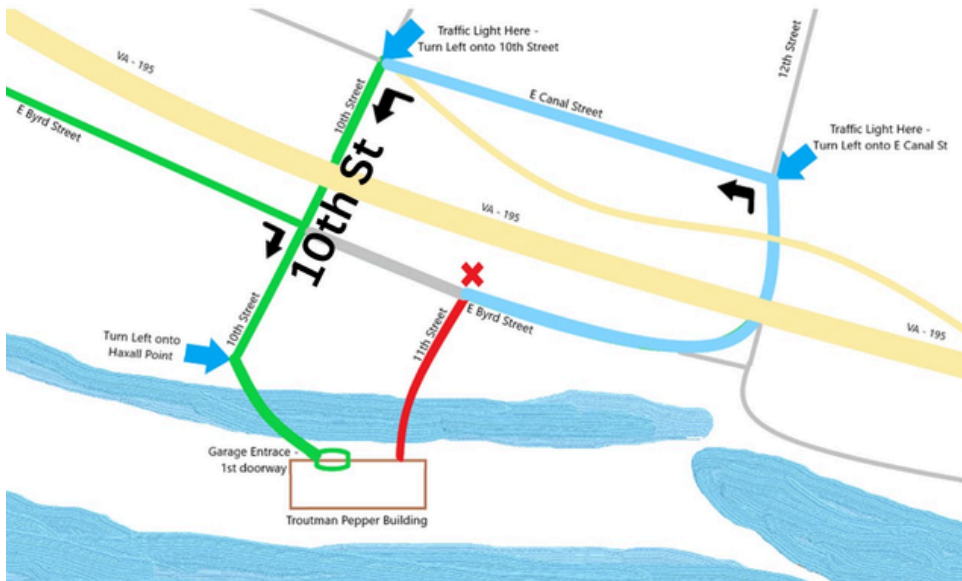 Traffic Light Here -
Turn Left onto 10th Street
12th Street
VA - 195
10th Street
E Canal Street
E Byrd Street
Traffic Light Here -
Turn Left onto E Canal St
10th St
VA - 195
10th Street
E Byrd Street
11th Street
VA - 195
Turn Left onto
Haxall Point
Garage Entrace -
1st doorway
Troutman Pepper Building